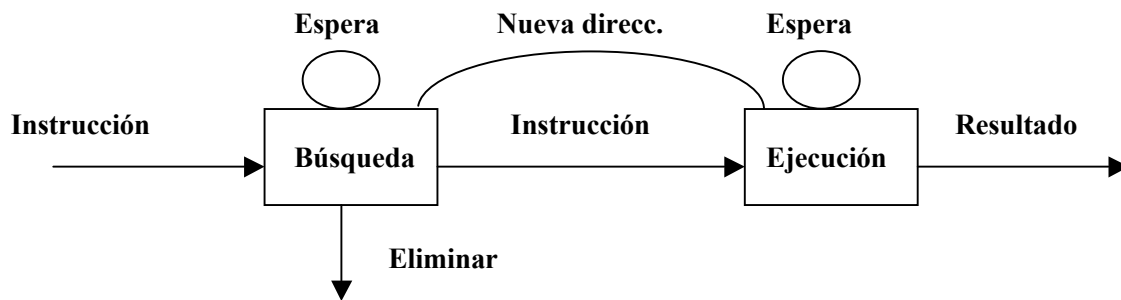 Espera
Nueva direcc.
Espera
Instrucción
Instrucción
Resultado
Búsqueda
Ejecución
Eliminar